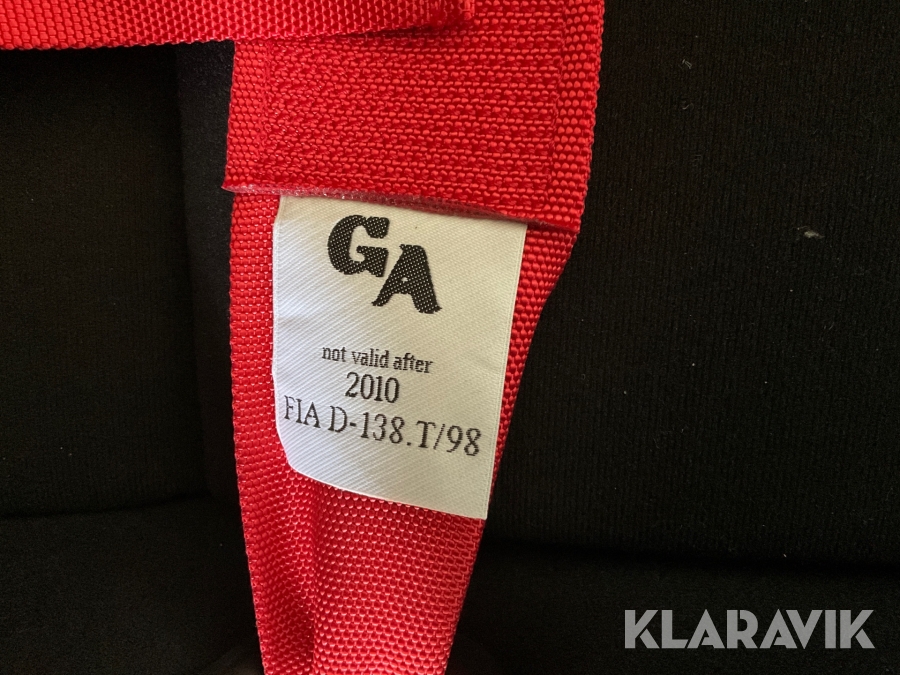 GA
not valid after
2010
FIA D-138.T/98
KLARAVIK